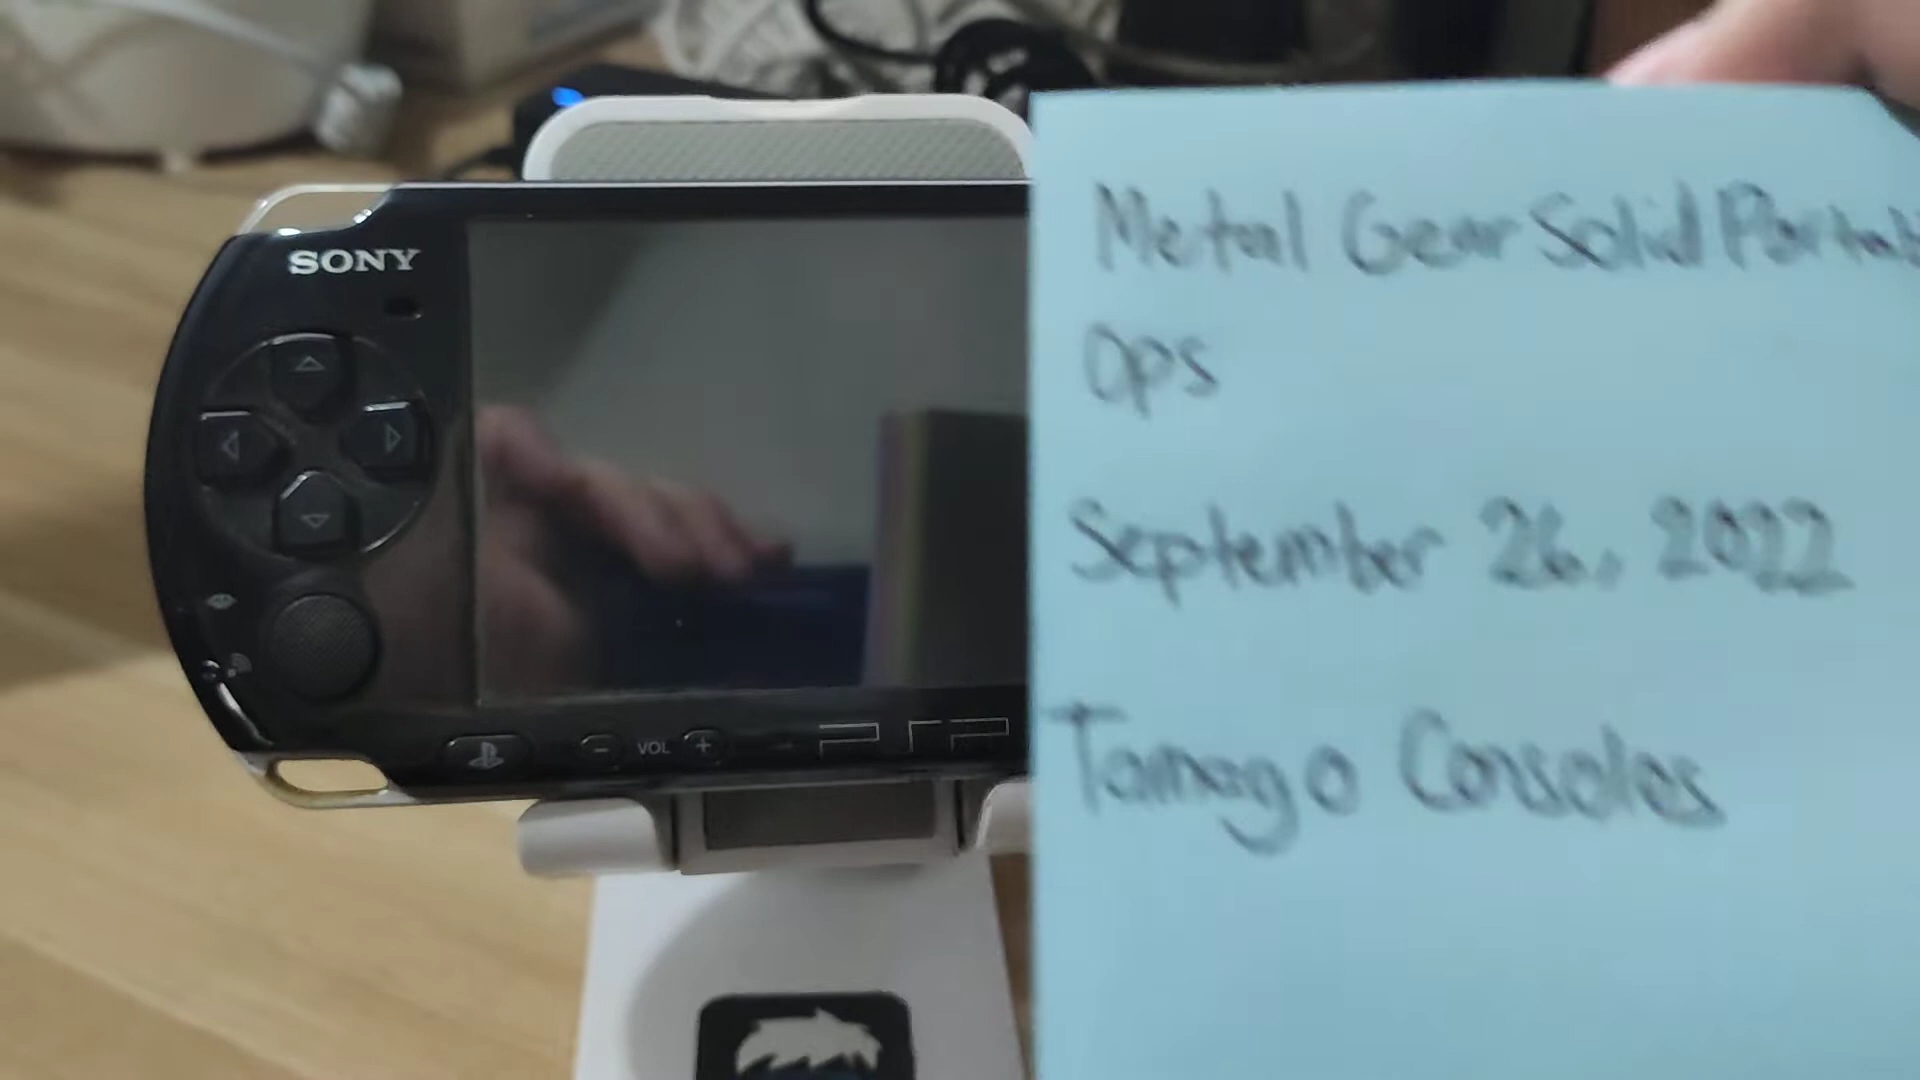 SONY
VOL
PSP
Metal Gear Solid Portab
Ops
September 26, 2022
Tamago Consoles